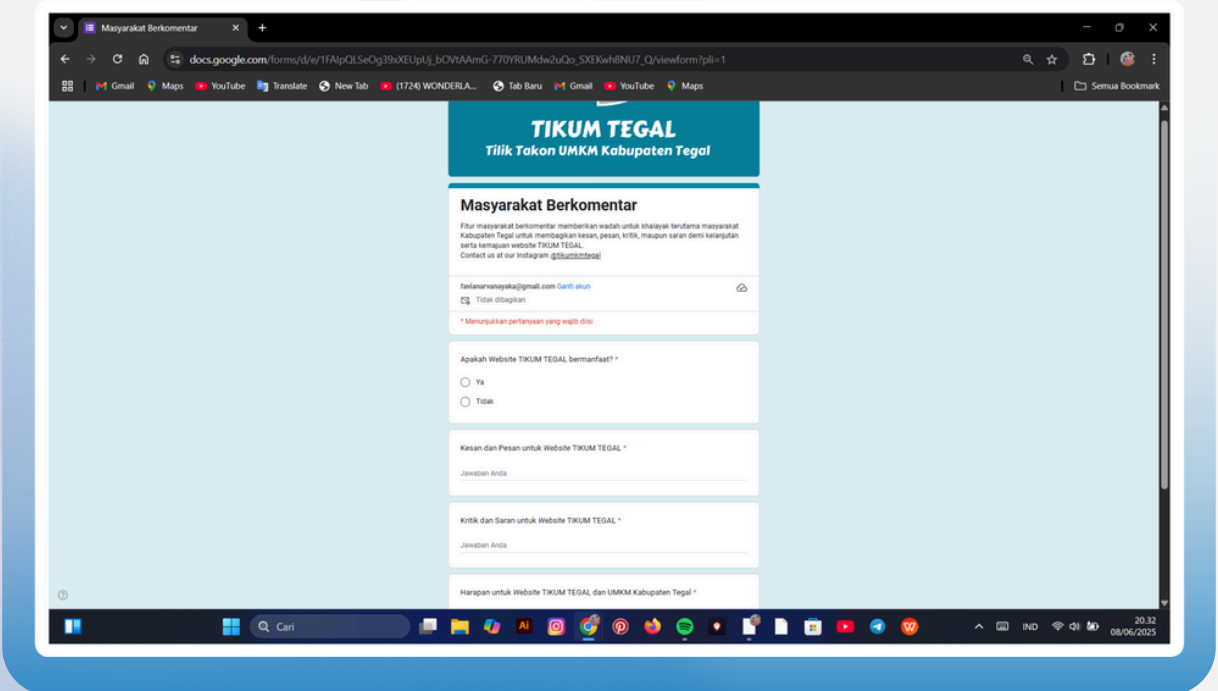 Masyarakat Berkomentar
docs.google.com/forms/d/e/1FAIpQLSeOg39xXEUpUj_bOVtAAmG-770YRUMdw2uQo_SXEKwh8NU7_Q/viewform?pli=1
Gmail Maps YouTube Translate New Tab (1724) WONDERLA... Tab Baru Gmail YouTube Maps Semua Bookmark
TIKUM TEGAL
Tilik Takon UMKM Kabupaten Tegal
Masyarakat Berkomentar
Fitur masyarakat berkomentar memberikan wadah untuk khalayak terutama masyarakat
Kabupaten Tegal untuk membagikan kesan, pesan, kritik, maupun saran demi kelanjutan
serta kemajuan website TIKUM TEGAL.
Contact us at our Instagram @tikumkmtegal
favianarvanayaka@gmail.com Ganti akun
Tidak dibagikan
* Menunjukkan pertanyaan yang wajib diisi
Apakah Website TIKUM TEGAL bermanfaat? *
Ya
Tidak
Kesan dan Pesan untuk Website TIKUM TEGAL *
Jawaban Anda
Kritik dan Saran untuk Website TIKUM TEGAL *
Jawaban Anda
Harapan untuk Website TIKUM TEGAL dan UMKM Kabupaten Tegal *
Cari
Ai
IND
20.32
08/06/2025